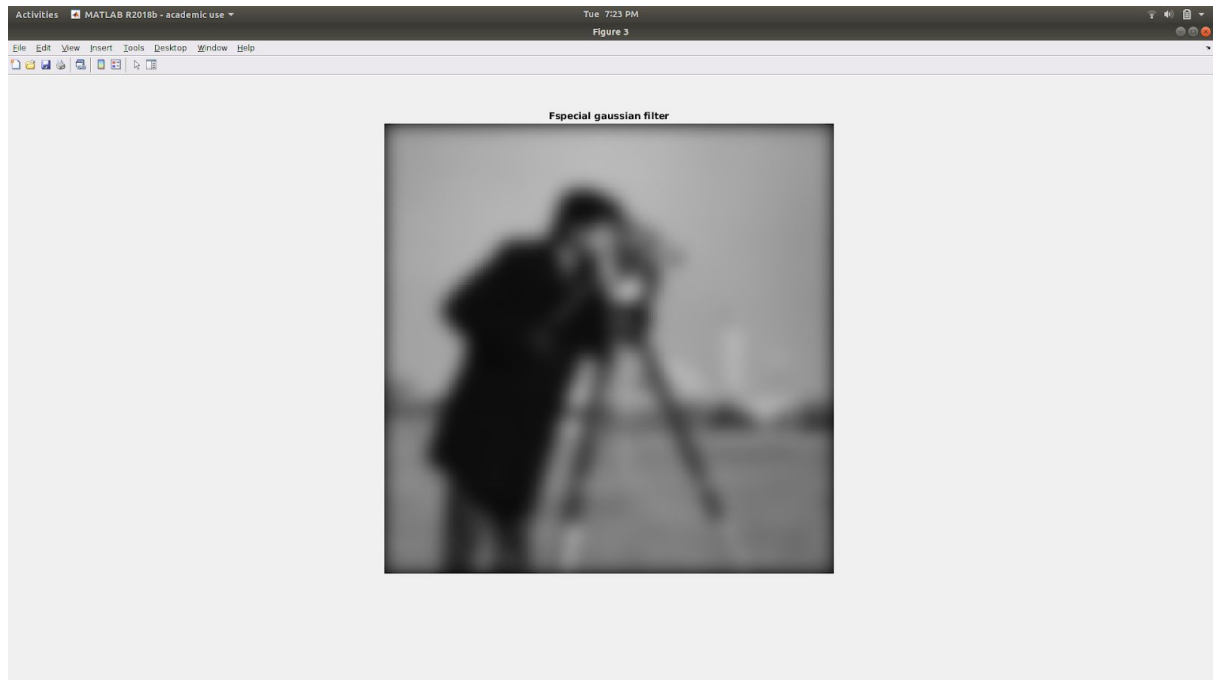 Activities MATLAB R2018b - academic use Tue 7:23 PM
Figure 3
File Edit View Insert Tools Desktop Window Help
Fspecial gaussian filter